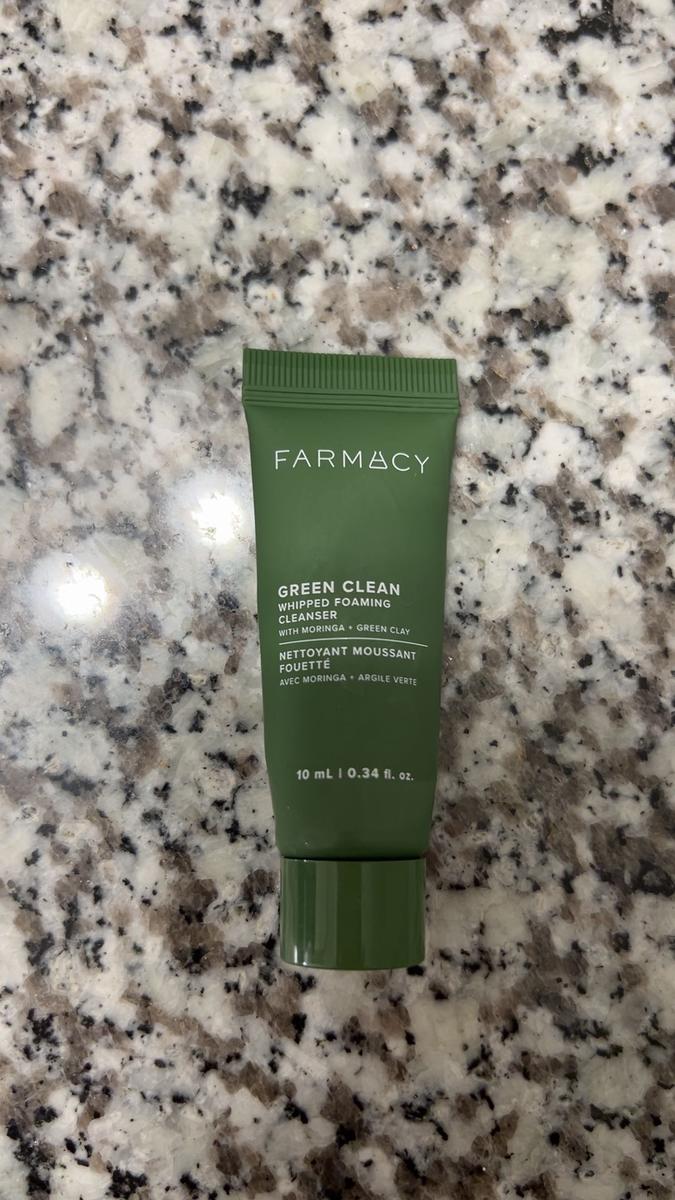 FARMACY
GREEN CLEAN
WHIPPED FOAMING
CLEANSER
WITH MORINGA + GREEN CLAY
NETTOYANT MOUSSANT
FOUETTÉ
AVEC MORINGA + ARGILE VERTE
10 mL | 0.34 fl. oz.